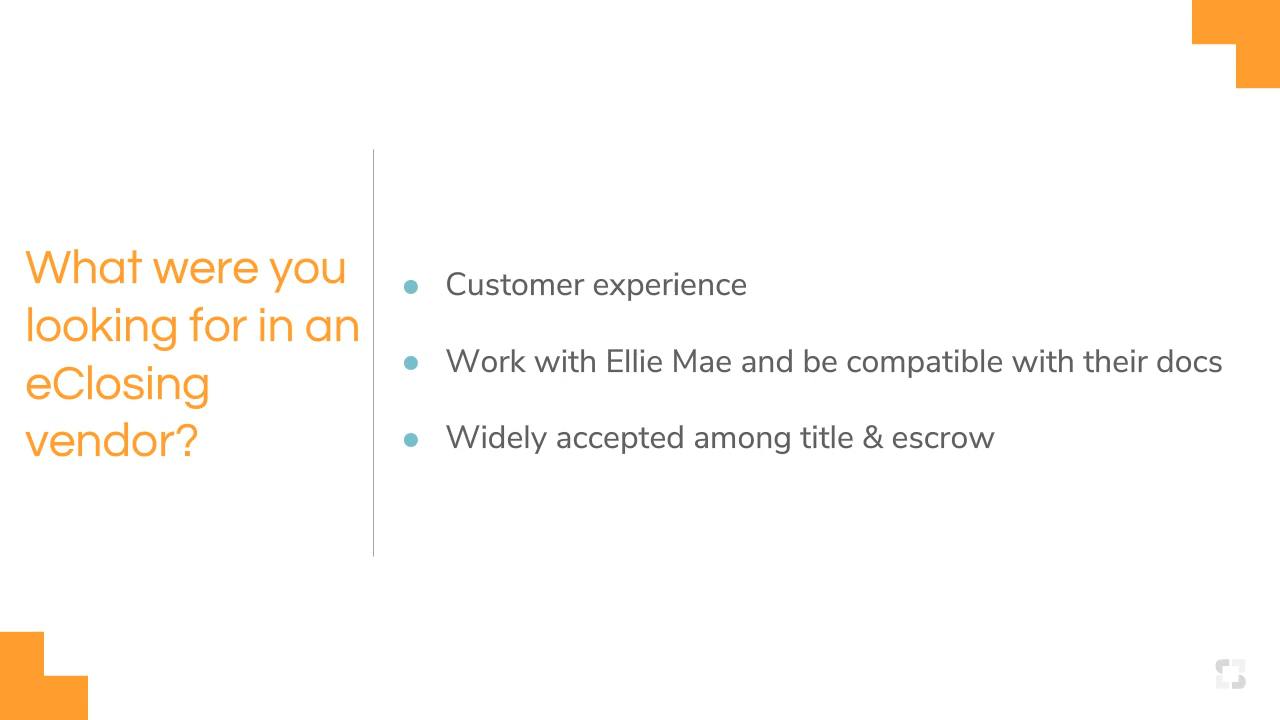 What were you
looking for in an
eClosing
vendor?
● Customer experience
● Work with Ellie Mae and be compatible with their docs
● Widely accepted among title & escrow